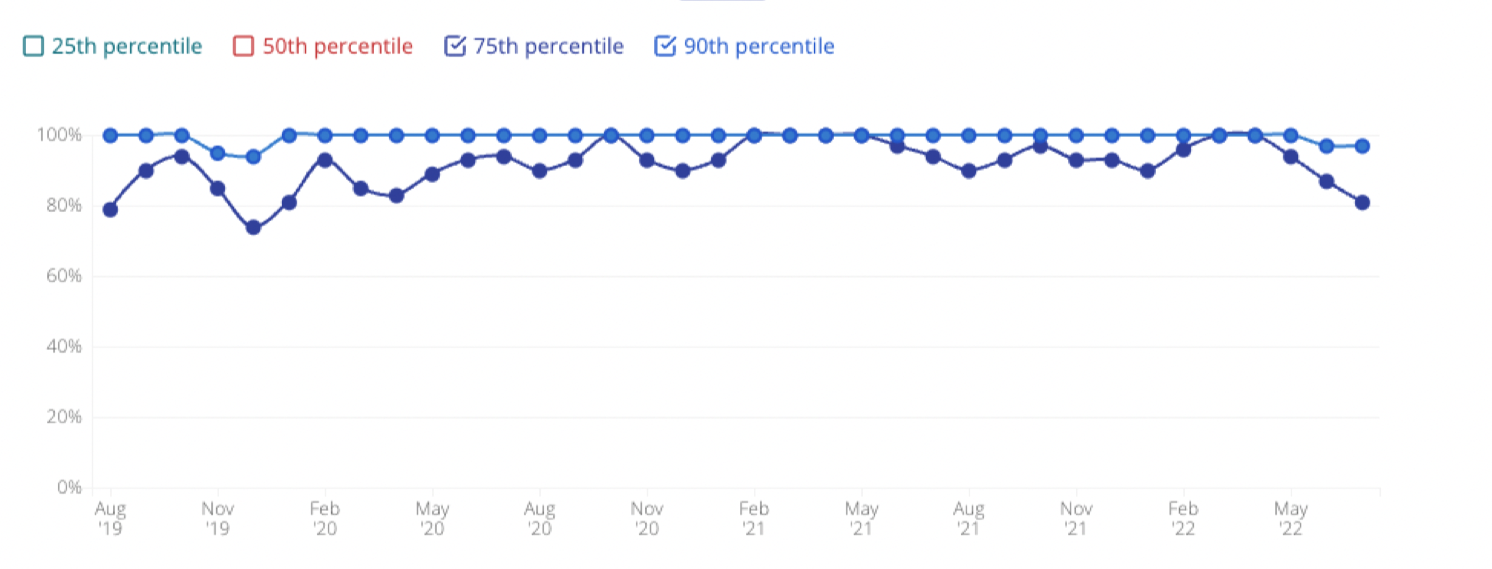 25th percentile 50th percentile 75th percentile 90th percentile
100%
80%
60%
40%
20%
0%
Aug '19
Nov '19
Feb '20
May '20
Aug '20
Nov '20
Feb '21
May '21
Aug '21
Nov '21
Feb '22
May '22